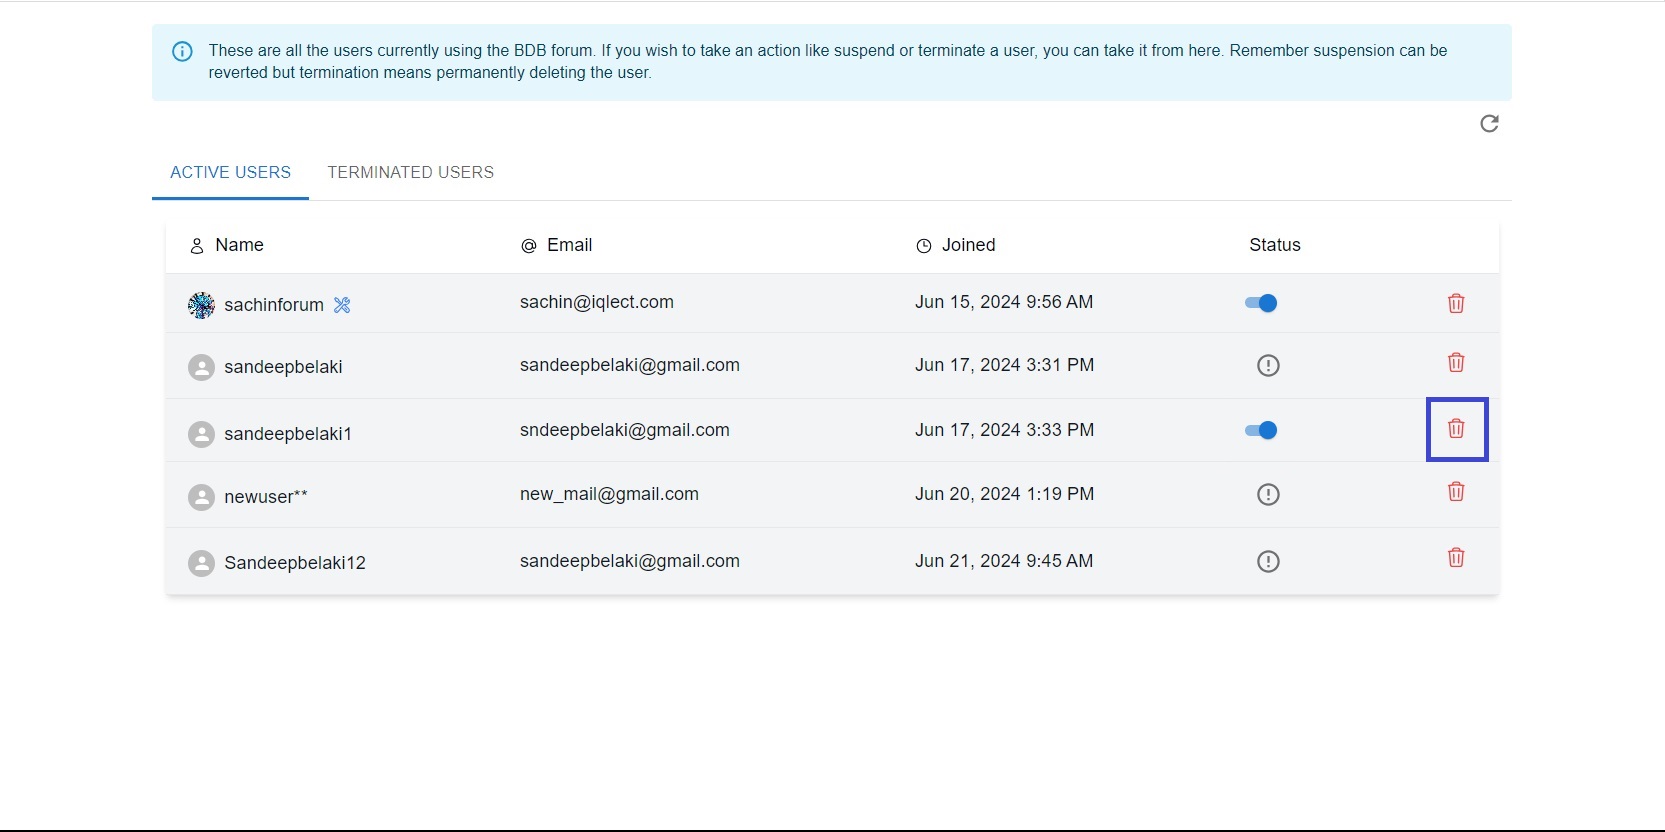 These are all the users currently using the BDB forum. If you wish to take an action like suspend or terminate a user, you can take it from here. Remember suspension can be
reverted but termination means permanently deleting the user.
ACTIVE USERS TERMINATED USERS
Name Email Joined Status
sachinforum sachin@iqlect.com Jun 15, 2024 9:56 AM
sandeepbelaki sandeepbelaki@gmail.com Jun 17, 2024 3:31 PM
sandeepbelaki1 sndeepbelaki@gmail.com Jun 17, 2024 3:33 PM
newuser** new_mail@gmail.com Jun 20, 2024 1:19 PM
Sandeepbelaki12 sandeepbelaki@gmail.com Jun 21, 2024 9:45 AM